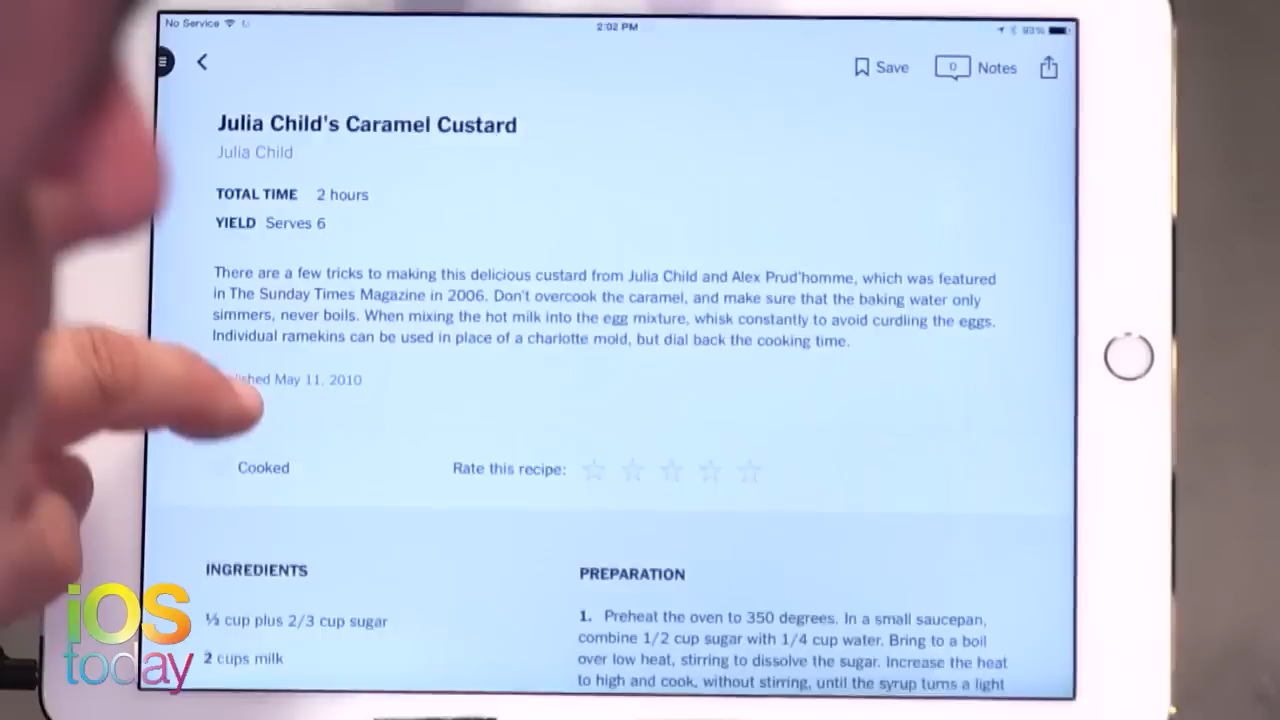 No Service
2:02 PM
93%
Save
0
Notes
Julia Child's Caramel Custard
Julia Child
TOTAL TIME 2 hours
YIELD Serves 6
There are a few tricks to making this delicious custard from Julia Child and Alex Prud'homme, which was featured
in The Sunday Times Magazine in 2006. Don't overcook the caramel, and make sure that the baking water only
simmers, never boils. When mixing the hot milk into the egg mixture, whisk constantly to avoid curdling the eggs.
Individual ramekins can be used in place of a charlotte mold, but dial back the cooking time.
May 11, 2010
Cooked
Rate this recipe:
INGREDIENTS
cup plus 2/3 cup sugar
2 cups milk
PREPARATION
1. Preheat the oven to 350 degrees. In a small saucepan,
combine 1/2 cup sugar with 1/4 cup water. Bring to a boil
over low heat, stirring to dissolve the sugar. Increase the heat
to high and cook, without stirring, until the syrup turns a light
iOS
today